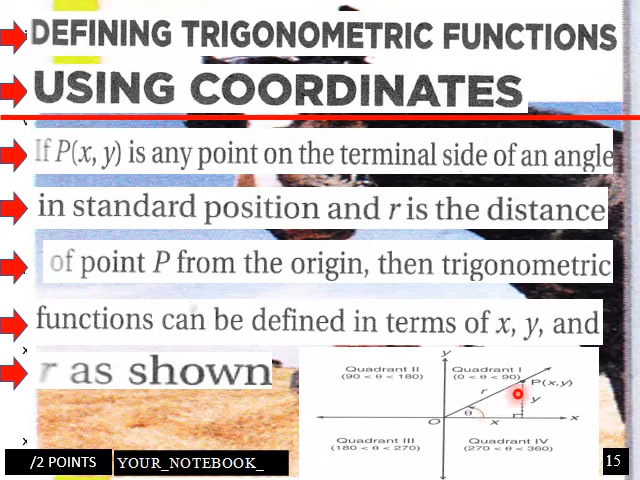 DEFINING TRIGONOMETRIC FUNCTIONS
USING COORDINATES
If P(x, y) is any point on the terminal side of an angle
in standard position and r is the distance
of point P from the origin, then trigonometric
functions can be defined in terms of x, y, and
r as shown
y
Quadrant II
(90 < θ < 180)
Quadrant I
(0 < θ < 90)
P(x,y)
r
y
θ
O
x
x
Quadrant III
(180 < θ < 270)
Quadrant IV
(270 < θ < 360)
/2 POINTS
YOUR_NOTEBOOK_
15